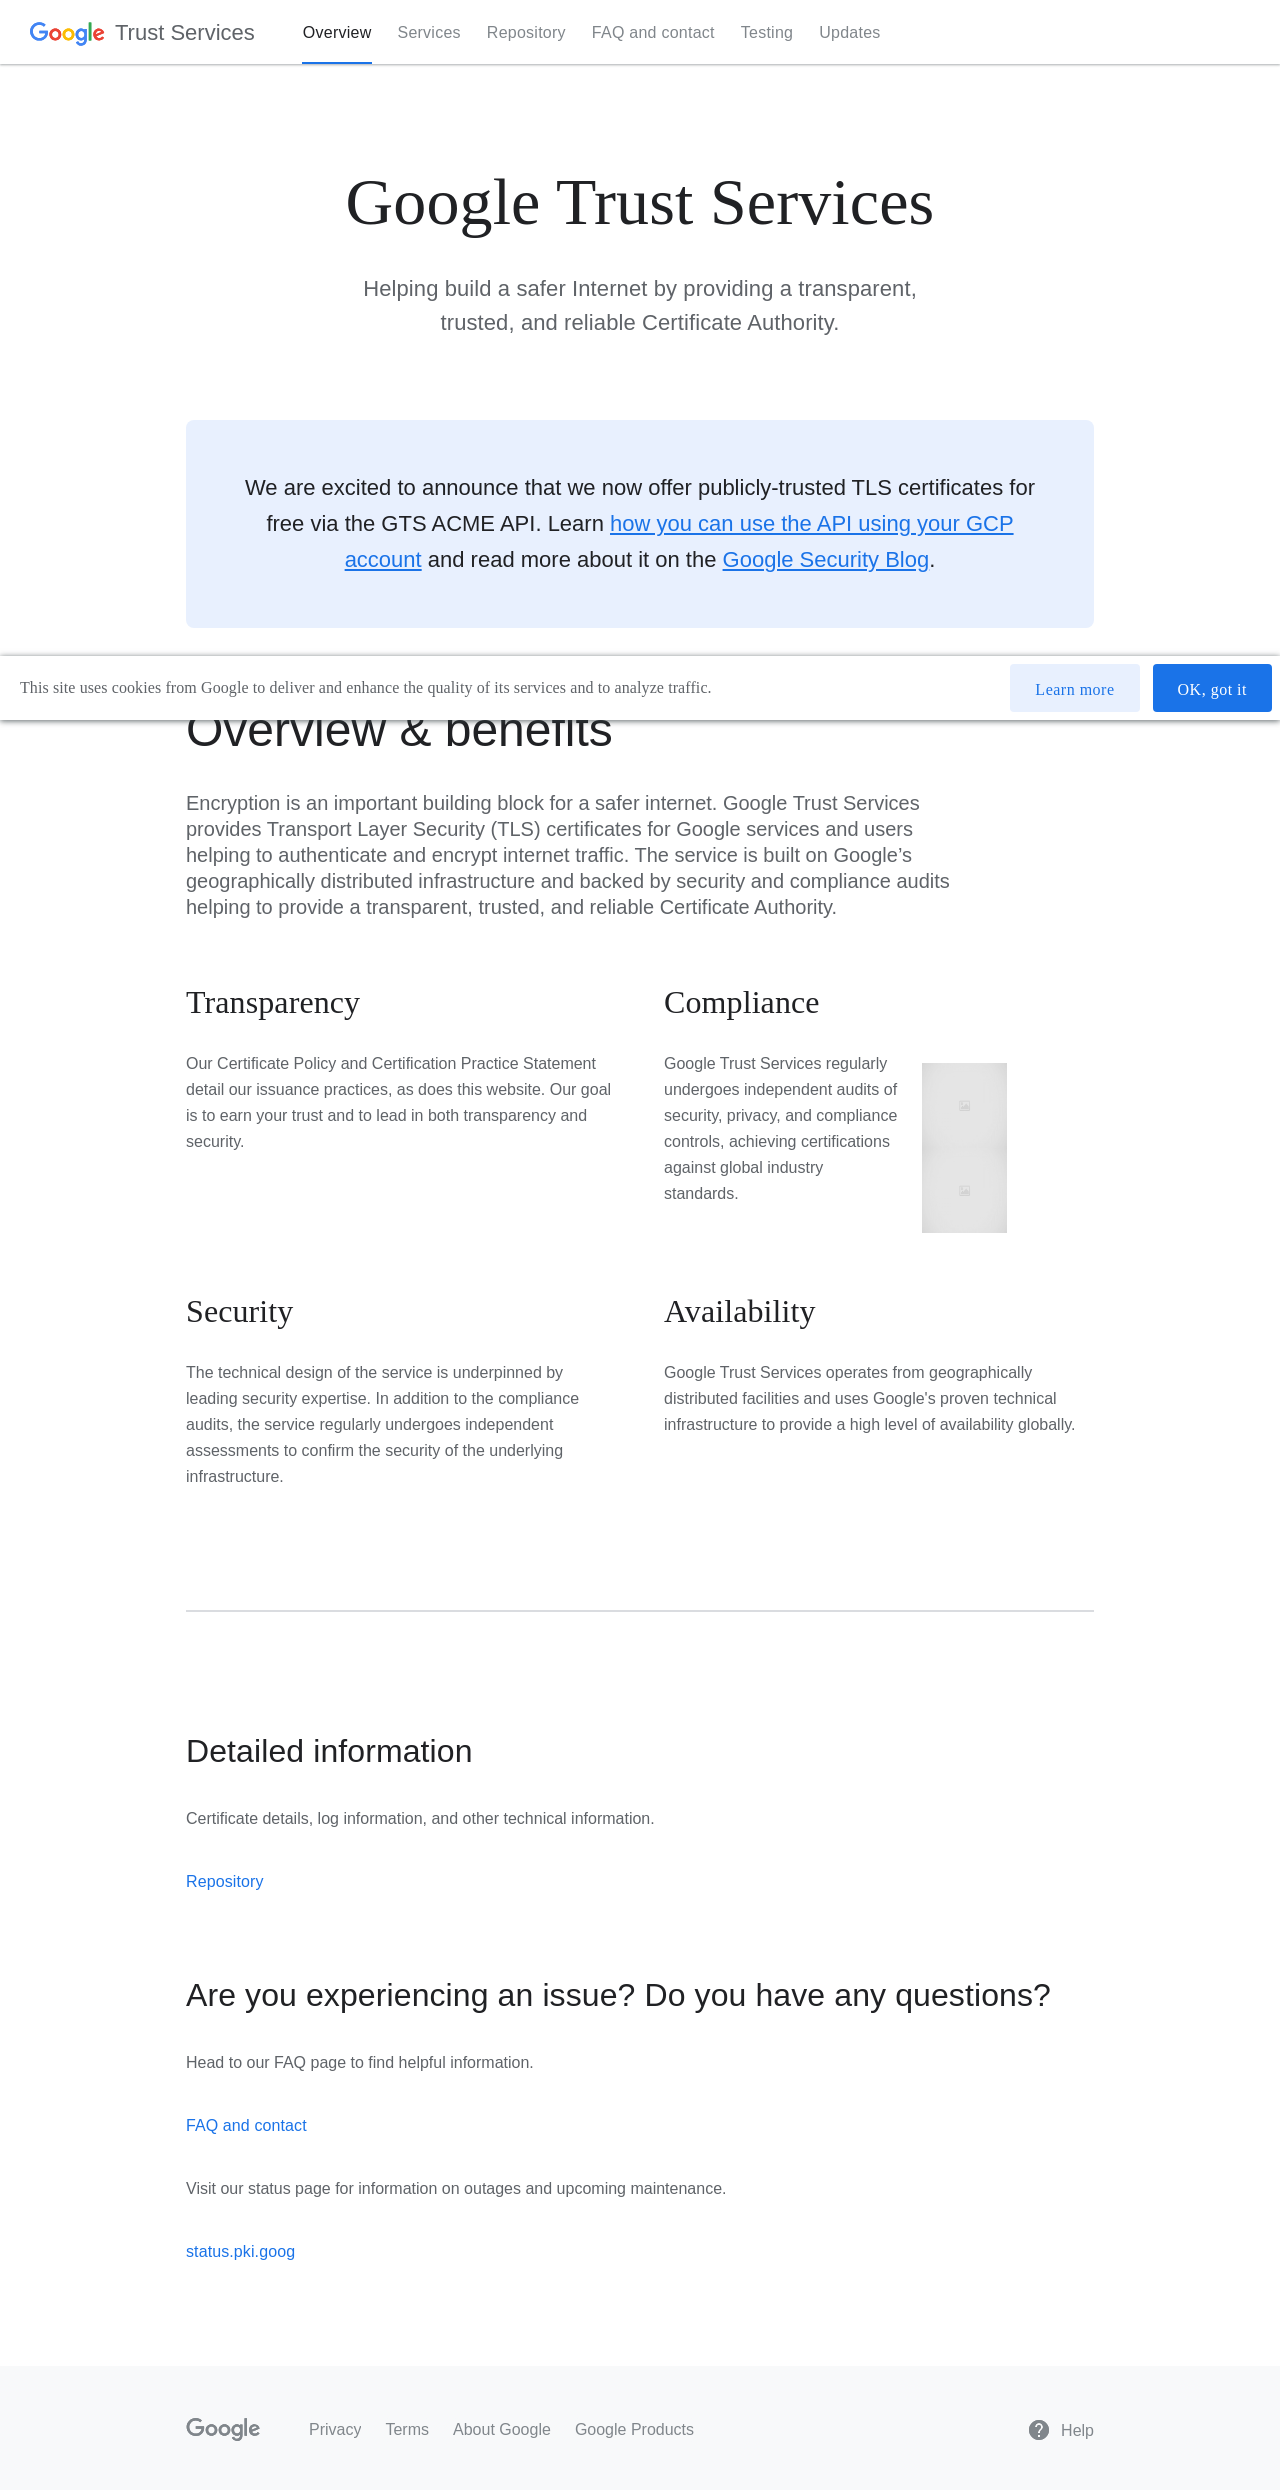 Google Trust Services
Overview
Services
Repository
FAQ and contact
Testing
Updates
Google Trust Services
Helping build a safer Internet by providing a transparent,
trusted, and reliable Certificate Authority.
We are excited to announce that we now offer publicly-trusted TLS certificates for
free via the GTS ACME API. Learn how you can use the API using your GCP
account and read more about it on the Google Security Blog.
This site uses cookies from Google to deliver and enhance the quality of its services and to analyze traffic.
Learn more
OK, got it
Overview & benefits
Encryption is an important building block for a safer internet. Google Trust Services
provides Transport Layer Security (TLS) certificates for Google services and users
helping to authenticate and encrypt internet traffic. The service is built on Google’s
geographically distributed infrastructure and backed by security and compliance audits
helping to provide a transparent, trusted, and reliable Certificate Authority.
Transparency
Our Certificate Policy and Certification Practice Statement
detail our issuance practices, as does this website. Our goal
is to earn your trust and to lead in both transparency and
security.
Compliance
Google Trust Services regularly
undergoes independent audits of
security, privacy, and compliance
controls, achieving certifications
against global industry
standards.
Security
The technical design of the service is underpinned by
leading security expertise. In addition to the compliance
audits, the service regularly undergoes independent
assessments to confirm the security of the underlying
infrastructure.
Availability
Google Trust Services operates from geographically
distributed facilities and uses Google's proven technical
infrastructure to provide a high level of availability globally.
Detailed information
Certificate details, log information, and other technical information.
Repository
Are you experiencing an issue? Do you have any questions?
Head to our FAQ page to find helpful information.
FAQ and contact
Visit our status page for information on outages and upcoming maintenance.
status.pki.goog
Google
Privacy
Terms
About Google
Google Products
Help